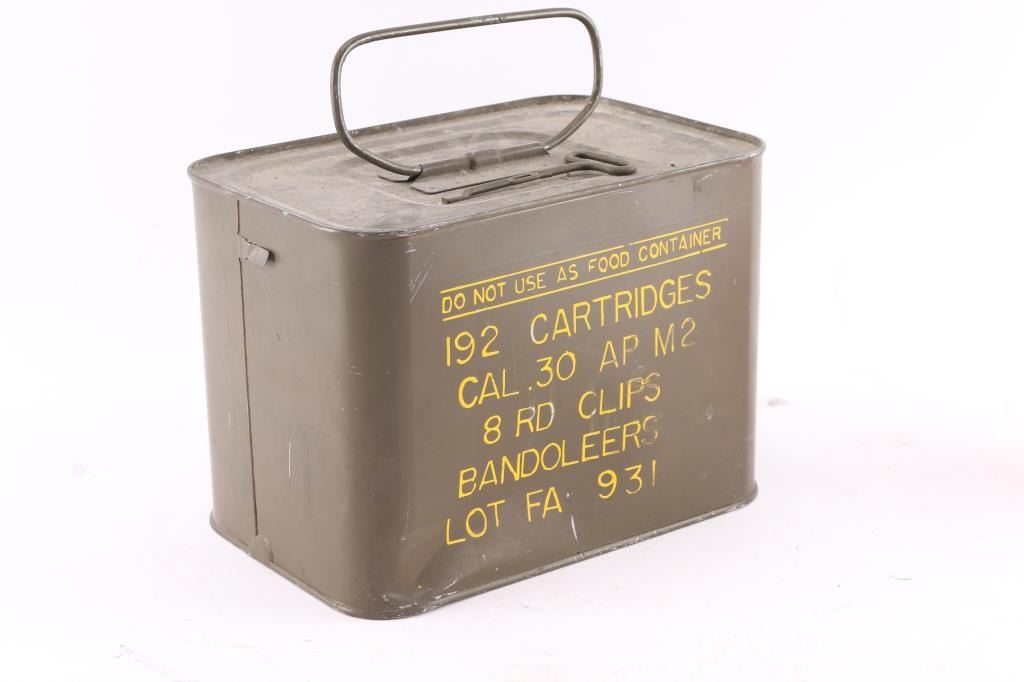 DO NOT USE AS FOOD CONTAINER
192 CARTRIDGES
CAL .30 AP M2
8 RD CLIPS
BANDOLEERS
LOT FA 931